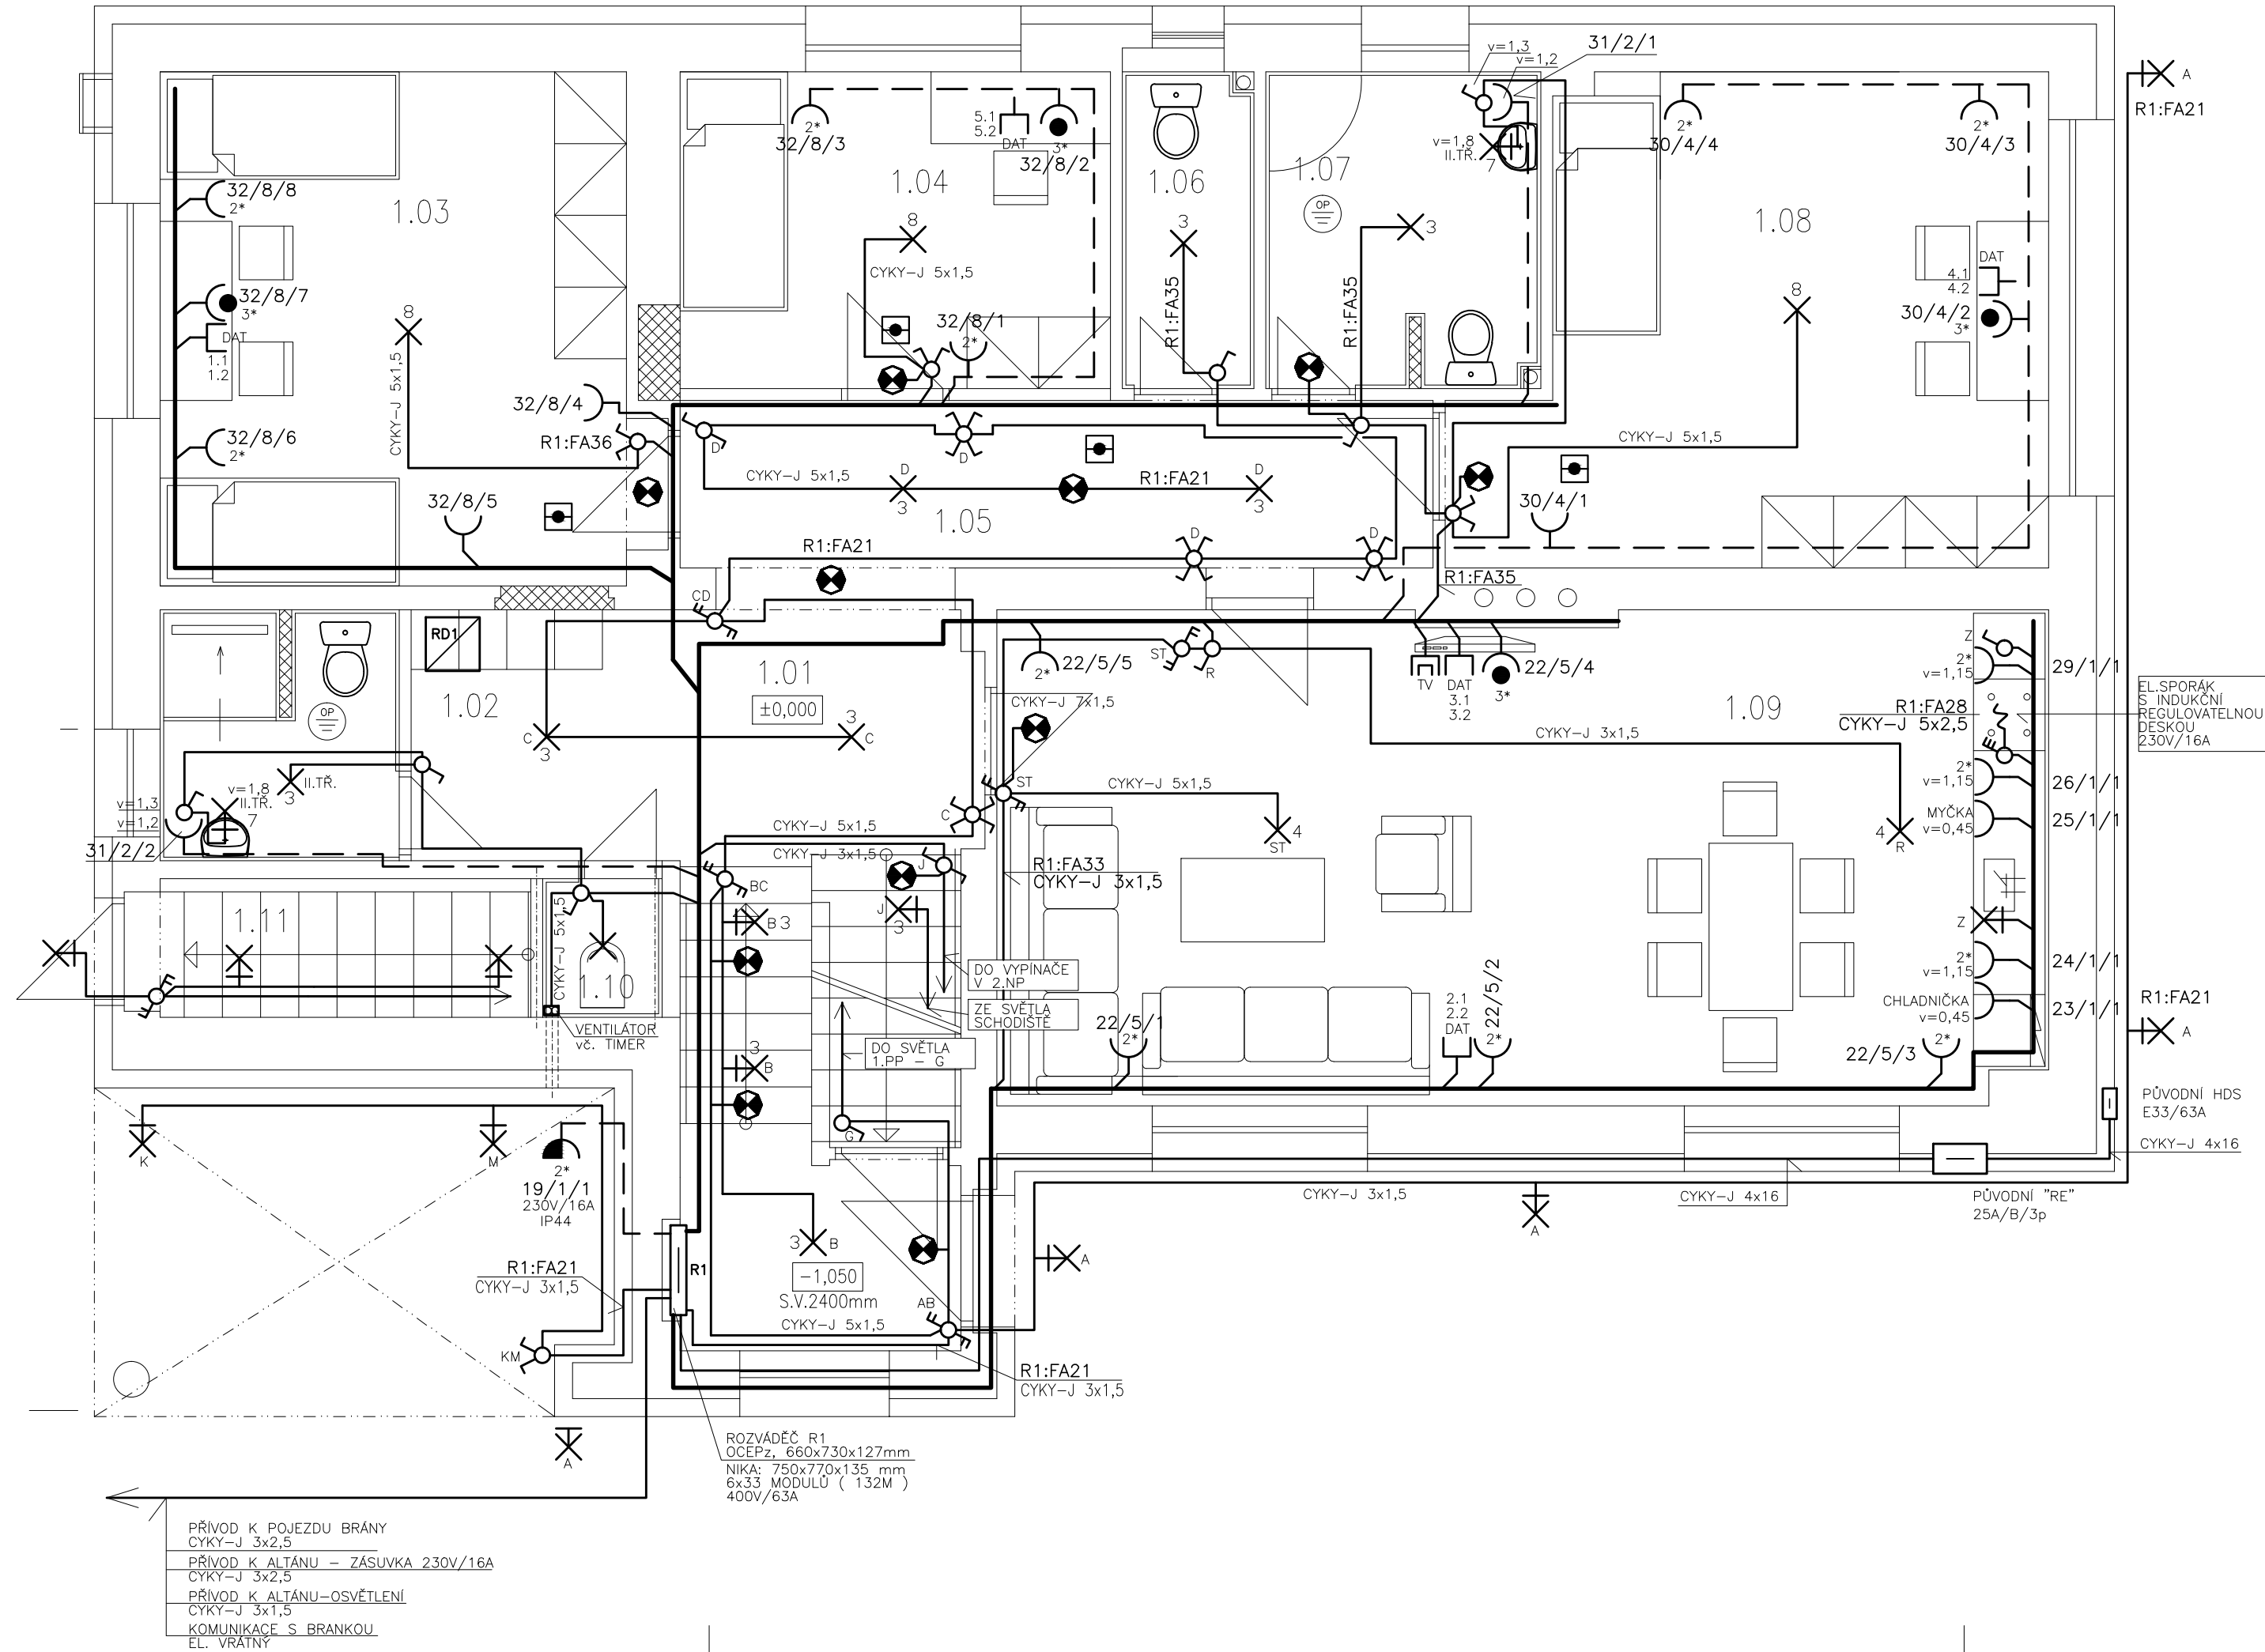 v=1,3
v=1,2
31/2/1
A
R1:FA21
5.1
5.2
DAT
2*
32/8/3
3*
32/8/2
v=1,8
II.TŘ.
7
2*
30/4/4
2*
30/4/3
1.04
1.06
1.07
OP
1.03
1.08
32/8/8
2*
8
3
3
CYKY-J 5x1,5
R1:FA35
R1:FA35
DAT
4.1
4.2
30/4/2
3*
8
32/8/7
3*
DAT
1.1
1.2
8
CYKY-J 5x1,5
32/8/1
2*
32/8/4
R1:FA36
32/8/6
2*
D
D
CYKY-J 5x1,5
D
3
R1:FA21
D
3
CYKY-J 5x1,5
32/8/5
1.05
30/4/1
R1:FA21
D
D
R1:FA35
CD
RD1
1.01
±0,000
1.02
OP
C
3
3
C
22/5/5
2*
ST
R
TV
DAT
3.1
3.2
22/5/4
3*
CYKY-J 7x1,5
CYKY-J 3x1,5
1.09
Z
2*
v=1,15
29/1/1
R1:FA28
CYKY-J 5x2,5
EL.SPORÁK
S INDUKČNÍ
REGULOVATELNOU
DESKOU
230V/16A
II.TŘ.
3
v=1,8
II.TŘ.
7
v=1,3
v=1,2
31/2/2
ST
CYKY-J 5x1,5
4
ST
4
R
2*
v=1,15
26/1/1
MYČKA
v=0,45
25/1/1
C
CYKY-J 5x1,5
CYKY-J 3x1,5
J
BC
R1:FA33
CYKY-J 3x1,5
1.11
CYKY-J 5x1,5
1.10
B 3
J
3
Z
DO VYPÍNAČE
V 2.NP
ZE SVĚTLA
SCHODIŠTĚ
DO SVĚTLA
1.PP - G
VENTILÁTOR
vč. TIMER
3
B
22/5/1
2*
2.1
2.2
DAT
22/5/2
2*
2*
v=1,15
24/1/1
CHLADNIČKA
v=0,45
23/1/1
22/5/3
2*
R1:FA21
A
PŮVODNÍ HDS
E33/63A
CYKY-J 4x16
K
M
2*
19/1/1
230V/16A
IP44
G
3
B
-1,050
S.V.2400mm
CYKY-J 5x1,5
AB
R1
R1:FA21
CYKY-J 3x1,5
KM
A
CYKY-J 3x1,5
A
CYKY-J 4x16
PŮVODNÍ "RE"
25A/B/3p
R1:FA21
CYKY-J 3x1,5
A
ROZVÁDĚČ R1
OCEPz, 660x730x127mm
NIKA: 750x770x135 mm
6x33 MODULŮ ( 132M )
400V/63A
PŘÍVOD K POJEZDU BRÁNY
CYKY-J 3x2,5
PŘÍVOD K ALTÁNU - ZÁSUVKA 230V/16A
CYKY-J 3x2,5
PŘÍVOD K ALTÁNU-OSVĚTLENÍ
CYKY-J 3x1,5
KOMUNIKACE S BRANKOU
EL. VRÁTNÝ